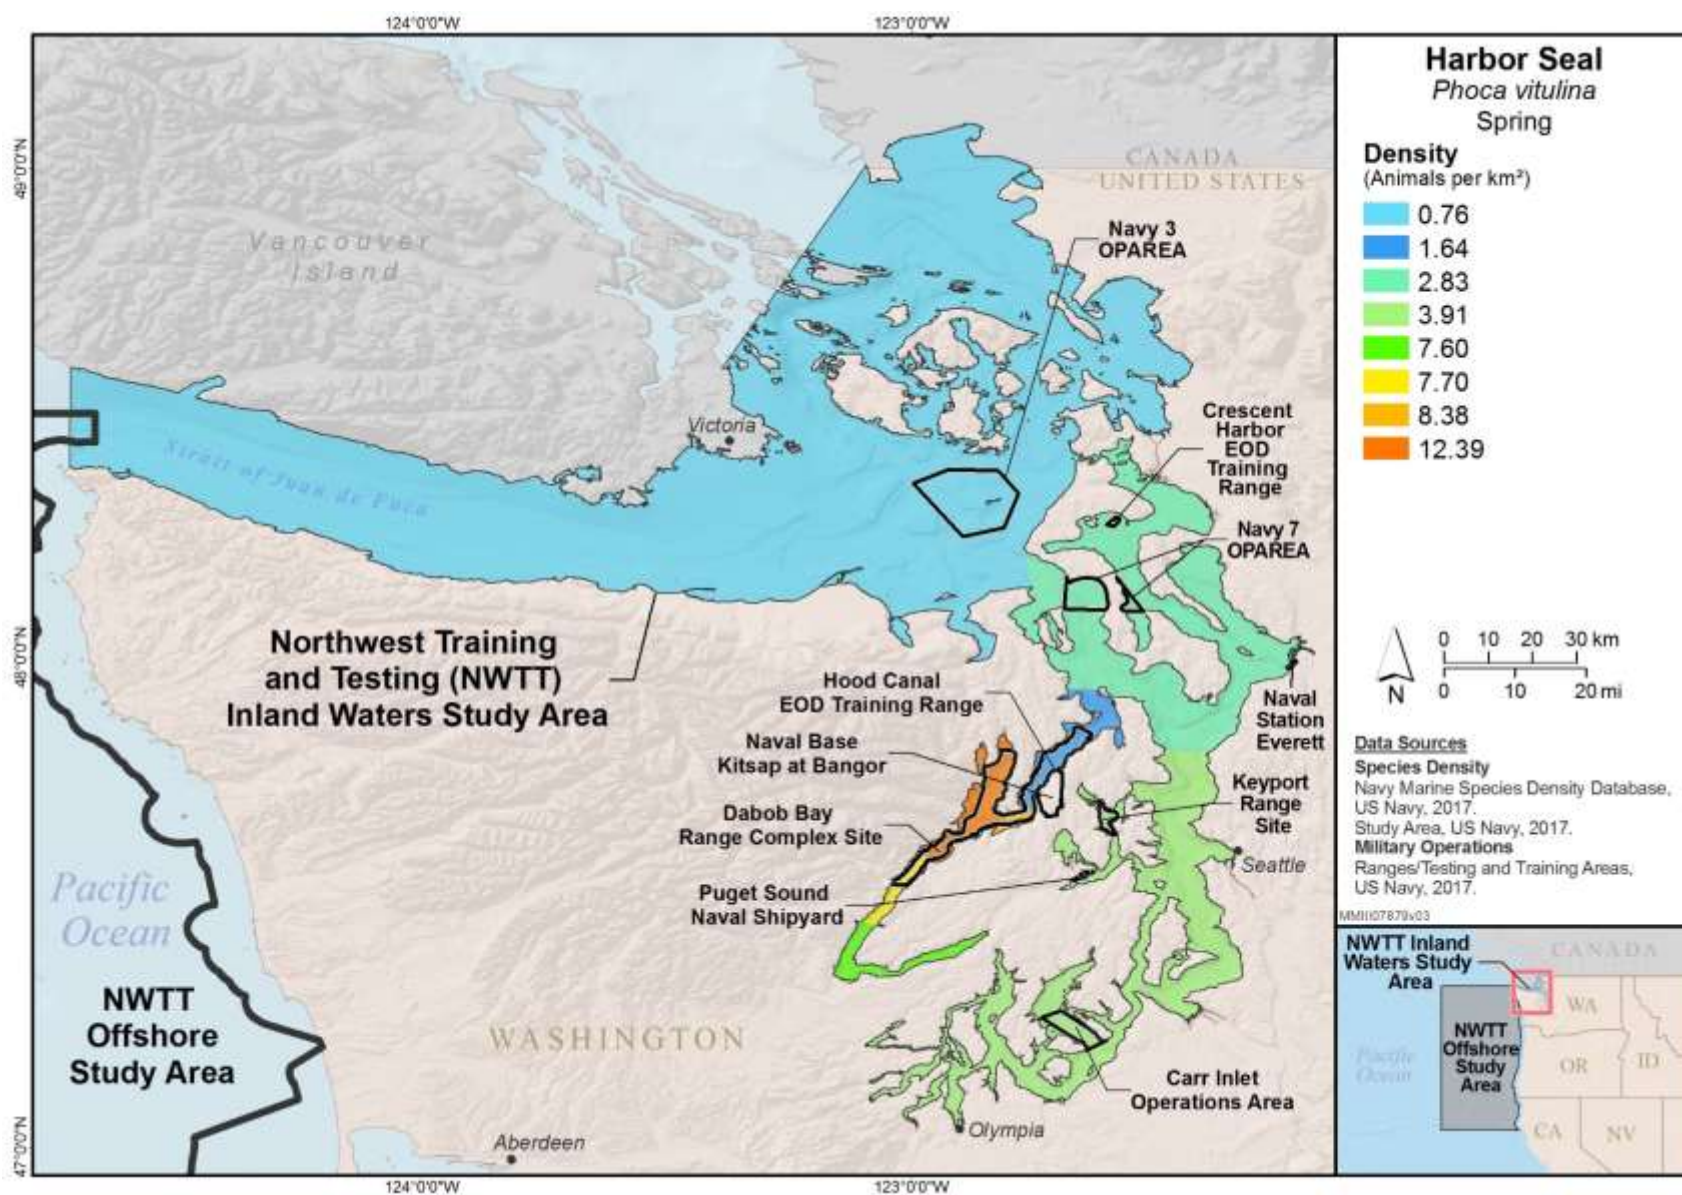 124°0'0"W
123°0'0"W
49°0'0"N
48°0'0"N
47°0'0"N
CANADA
UNITED STATES
Vancouver
Island
Navy 3
OPAREA
Victoria
Strait of Juan de Fuca
Crescent
Harbor
EOD
Training
Range
Navy 7
OPAREA
Northwest Training
and Testing (NWTT)
Inland Waters Study Area
Hood Canal
EOD Training Range
Naval
Station
Everett
Naval Base
Kitsap at Bangor
Keyport
Range
Site
Dabob Bay
Range Complex Site
Seattle
Puget Sound
Naval Shipyard
Pacific
Ocean
NWTT
Offshore
Study Area
WASHINGTON
Carr Inlet
Operations Area
Olympia
Aberdeen
124°0'0"W
123°0'0"W
Harbor Seal
Phoca vitulina
Spring
Density
(Animals per km²)
0.76
1.64
2.83
3.91
7.60
7.70
8.38
12.39
N
0 10 20 30 km
0 10 20 mi
Data Sources
Species Density
Navy Marine Species Density Database,
US Navy, 2017.
Study Area, US Navy, 2017.
Military Operations
Ranges/Testing and Training Areas,
US Navy, 2017.
MMIII07879v03
NWTT Inland
Waters Study
Area
CANADA
WA
NWTT
Offshore
Study
Area
Pacific
Ocean
OR
ID
CA
NV